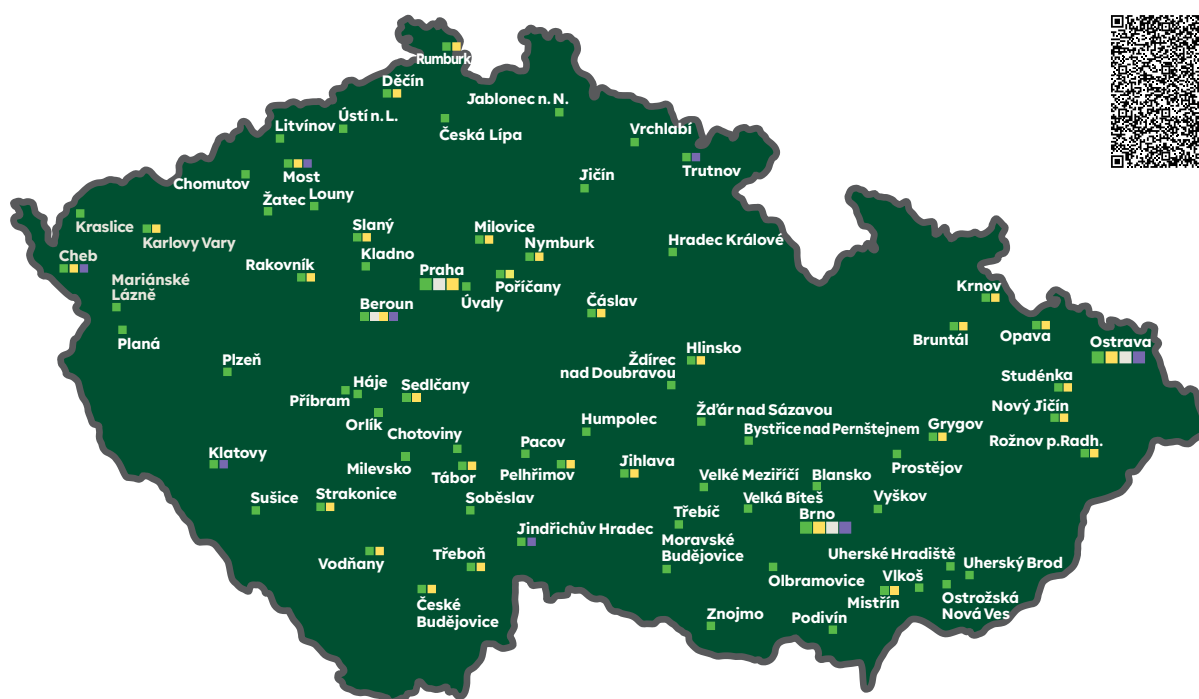 Rumburk
Děčín
Jablonec n. N.
Ústí n. L.
Litvínov
Česká Lípa
Vrchlabí
Most
Trutnov
Chomutov
Jičín
Žatec
Louny
Kraslice
Slaný
Milovice
Karlovy Vary
Nymburk
Hradec Králové
Cheb
Kladno
Rakovník
Praha
Poříčany
Mariánské
Lázně
Úvaly
Krnov
Beroun
Čáslav
Planá
Bruntál
Opava
Ostrava
Hlinsko
Plzeň
Ždírec
nad Doubravou
Studénka
Háje
Sedlčany
Příbram
Nový Jičín
Orlík
Humpolec
Žďár nad Sázavou
Grygov
Chotoviny
Bystřice nad Pernštejnem
Rožnov p.Radh.
Klatovy
Pacov
Milevsko
Jihlava
Prostějov
Tábor
Pelhřimov
Velké Meziříčí
Blansko
Sušice
Strakonice
Soběslav
Velká Bíteš
Vyškov
Třebíč
Brno
Jindřichův Hradec
Moravské
Budějovice
Vodňany
Třeboň
Uherské Hradiště
Uherský Brod
Olbramovice
Vlkoš
České
Budějovice
Mistřín
Ostrožská
Nová Ves
Znojmo
Podivín